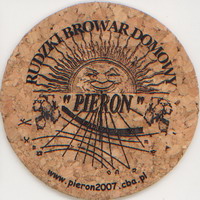 RUDZKI BROWAR DOMOWY
"PIERON"
www.pieron2007.cba.pl